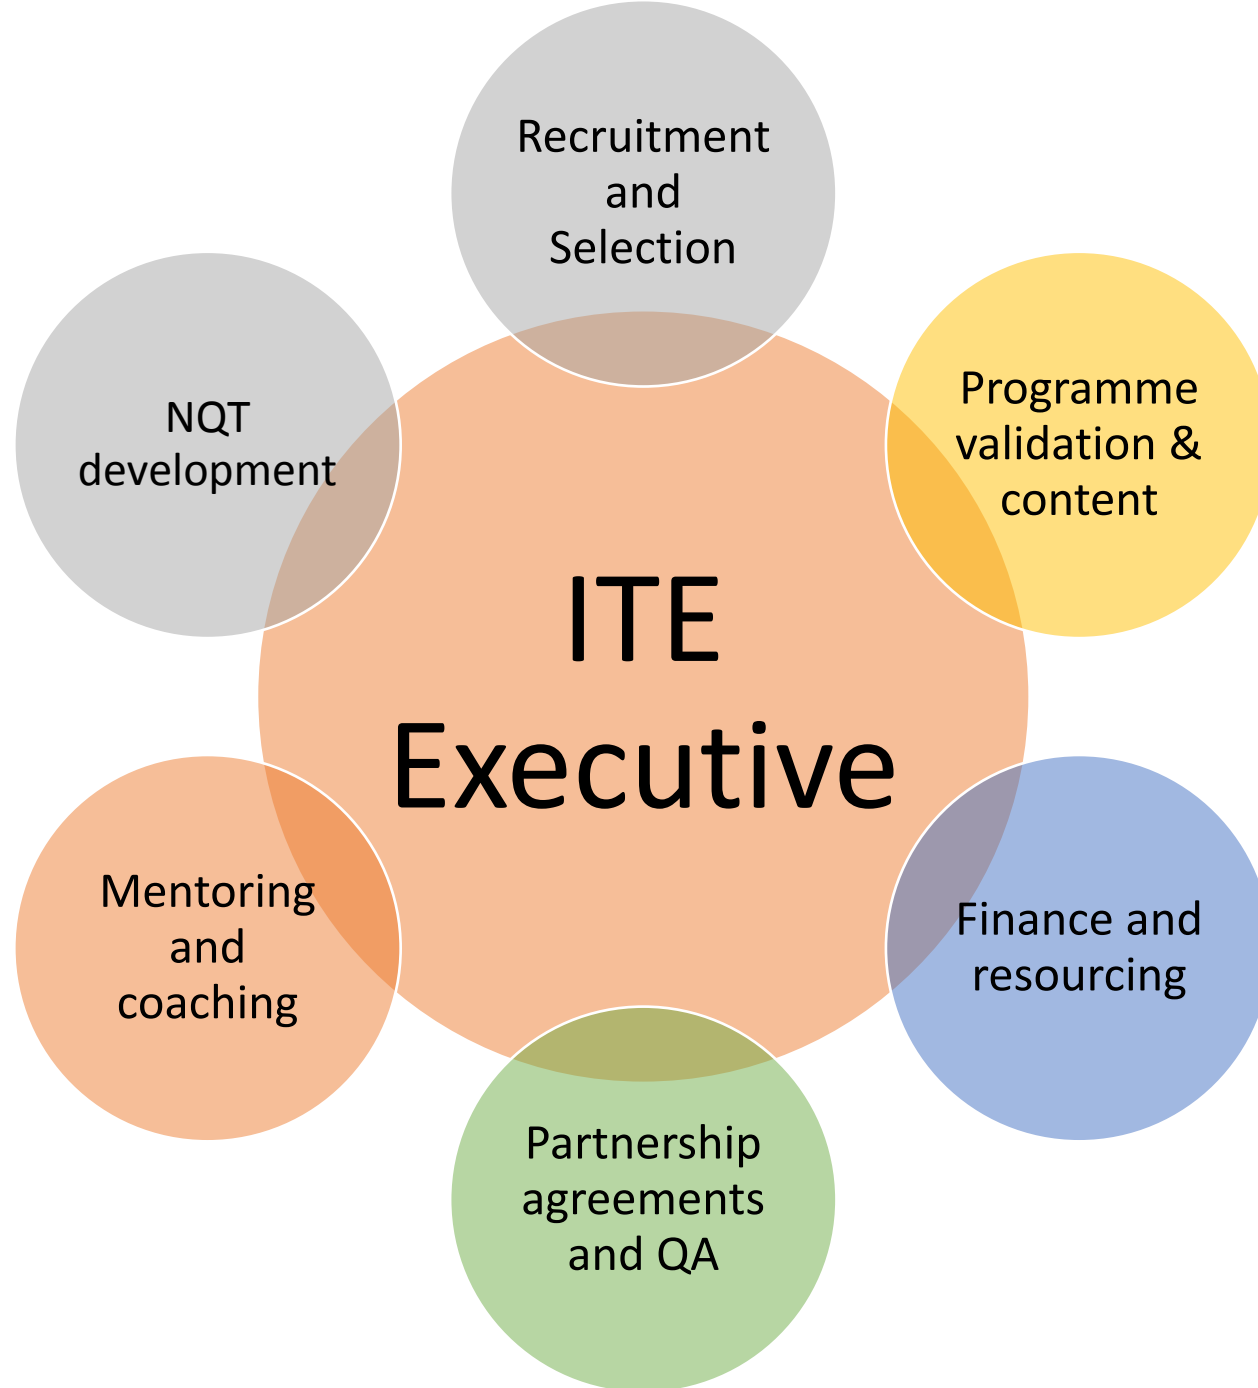 Recruitment
and
Selection
Programme
validation &
content
Finance and
resourcing
Partnership
agreements
and QA
Mentoring
and
coaching
NQT
development
ITE
Executive